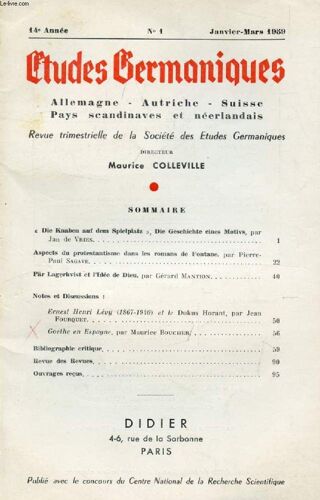 Le-livre.com
14e Année
N° 1
Janvier-Mars 1959
Etudes Germaniques
Allemagne - Autriche - Suisse
Pays scandinaves et néerlandais
Revue trimestrielle de la Société des Etudes Germaniques
DIRECTEUR
Maurice COLLEVILLE
SOMMAIRE
« Die Knaben auf dem Spielplatz », Die Geschichte eines Motivs, par
Jan de VRIES. 1
Aspects du protestantisme dans les romans de Fontane, par Pierre-
Paul SAGAVE. 22
Pär Lagerkvist et l'Idée de Dieu, par Gérard MANTION. 40
Notes et Discussions :
Ernest Henri Lévy (1867-1940) et le Dukus Horant, par Jean
FOURQUET. 50
Goethe en Espagne, par Maurice BOUCHER. 56
Bibliographie critique. 59
Revue des Revues. 90
Ouvrages reçus. 95
DIDIER
4-6, rue de la Sorbonne
PARIS
Publié avec le concours du Centre National de la Recherche Scientifique